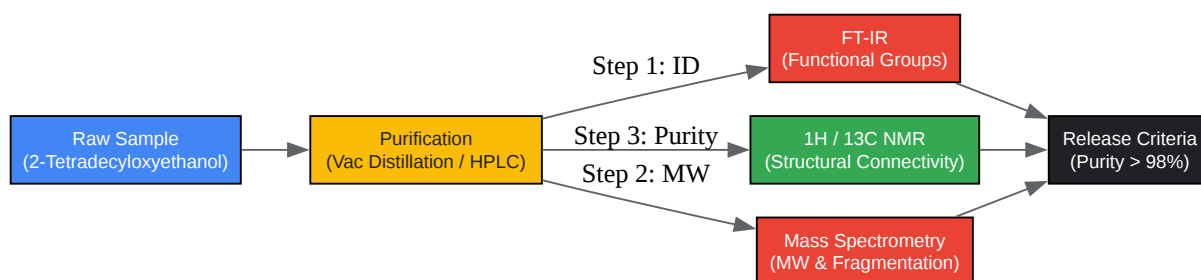 Raw Sample
(2-Tetradecyloxyethanol)
Purification
(Vac Distillation / HPLC)
Step 1: ID
Step 3: Purity
Step 2: MW
FT-IR
(Functional Groups)
1H / 13C NMR
(Structural Connectivity)
Mass Spectrometry
(MW & Fragmentation)
Release Criteria
(Purity > 98%)